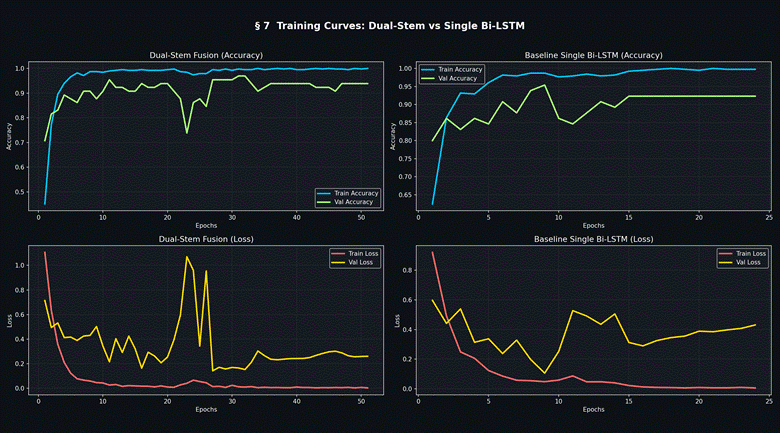 § 7 Training Curves: Dual-Stem vs Single Bi-LSTM
Dual-Stem Fusion (Accuracy)
1.0
0.9
0.8
0.7
0.6
0.5
Accuracy
Train Accuracy
Val Accuracy
0 10 20 30 40 50
Epochs
Baseline Single Bi-LSTM (Accuracy)
Train Accuracy
Val Accuracy
1.00
0.95
0.90
0.85
0.80
0.75
0.70
0.65
Accuracy
0 5 10 15 20 25
Epochs
Dual-Stem Fusion (Loss)
Train Loss
Val Loss
1.0
0.8
0.6
0.4
0.2
0.0
Loss
0 10 20 30 40 50
Epochs
Baseline Single Bi-LSTM (Loss)
Train Loss
Val Loss
0.8
0.6
0.4
0.2
0.0
Loss
0 5 10 15 20 25
Epochs